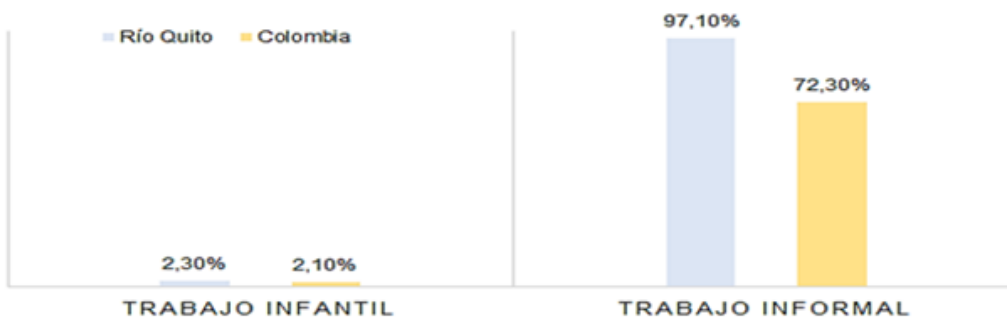 Río Quito Colombia
97,10%
72,30%
2,30%
2,10%
TRABAJO INFANTIL
TRABAJO INFORMAL